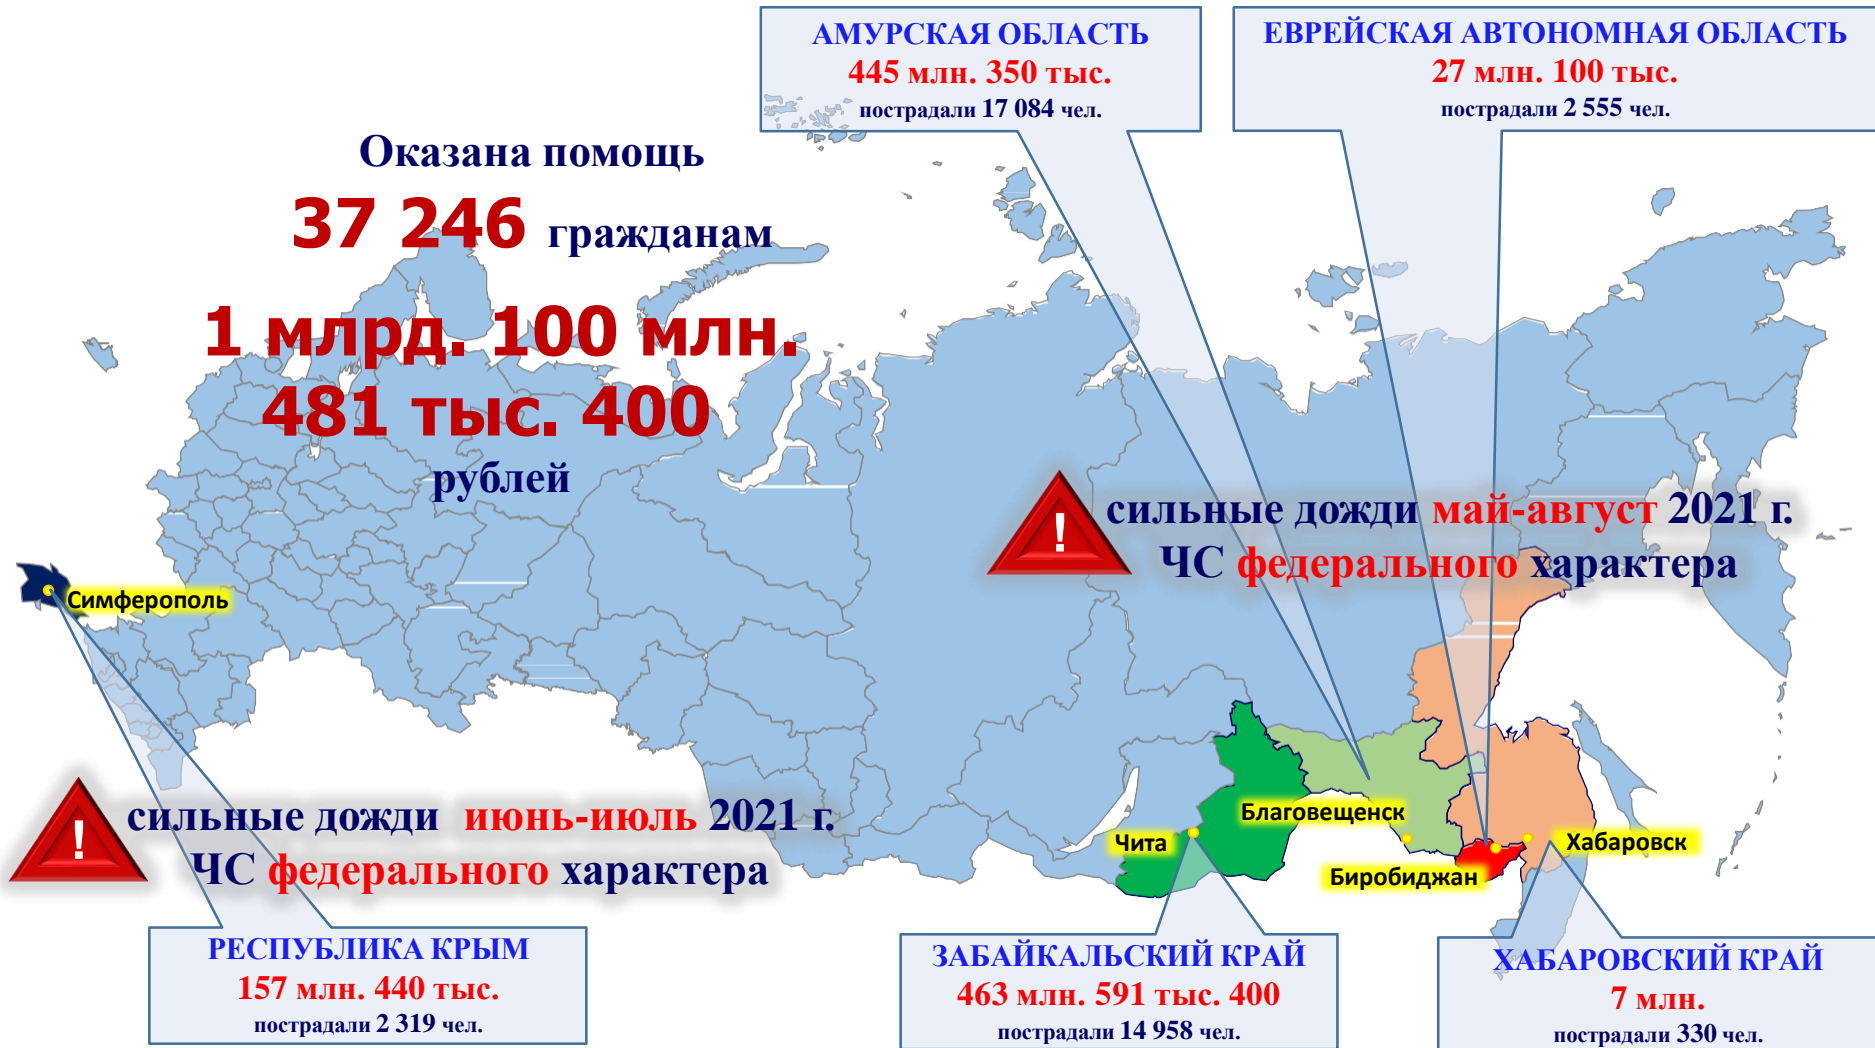 АМУРСКАЯ ОБЛАСТЬ
445 млн. 350 тыс.
пострадали 17 084 чел.
ЕВРЕЙСКАЯ АВТОНОМНАЯ ОБЛАСТЬ
27 млн. 100 тыс.
пострадали 2 555 чел.
Оказана помощь
37 246 гражданам
1 млрд. 100 млн.
481 тыс. 400
рублей
! сильные дожди май-август 2021 г.
ЧС федерального характера
Симферополь
! сильные дожди июнь-июль 2021 г.
ЧС федерального характера
Чита
Благовещенск
Биробиджан
Хабаровск
РЕСПУБЛИКА КРЫМ
157 млн. 440 тыс.
пострадали 2 319 чел.
ЗАБАЙКАЛЬСКИЙ КРАЙ
463 млн. 591 тыс. 400
пострадали 14 958 чел.
ХАБАРОВСКИЙ КРАЙ
7 млн.
пострадали 330 чел.